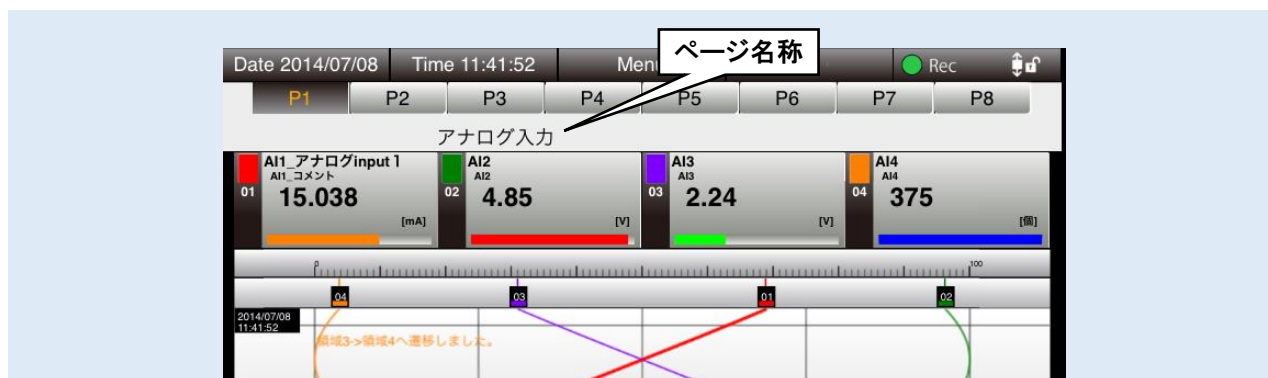 ページ名称
Date 2014/07/08 Time 11:41:52 Men Rec
P1 P2 P3 P4 P5 P6 P7 P8
アナログ入力
AI1_アナログinput 1 AI2 AI3 AI4
AI1_コメント AI2 AI3 AI4
01 15.038 02 4.85 03 2.24 04 375
[mA] [V] [V] [個]
0 100
04 03 01 02
2014/07/08
11:41:52
領域3->領域4へ遷移しました。